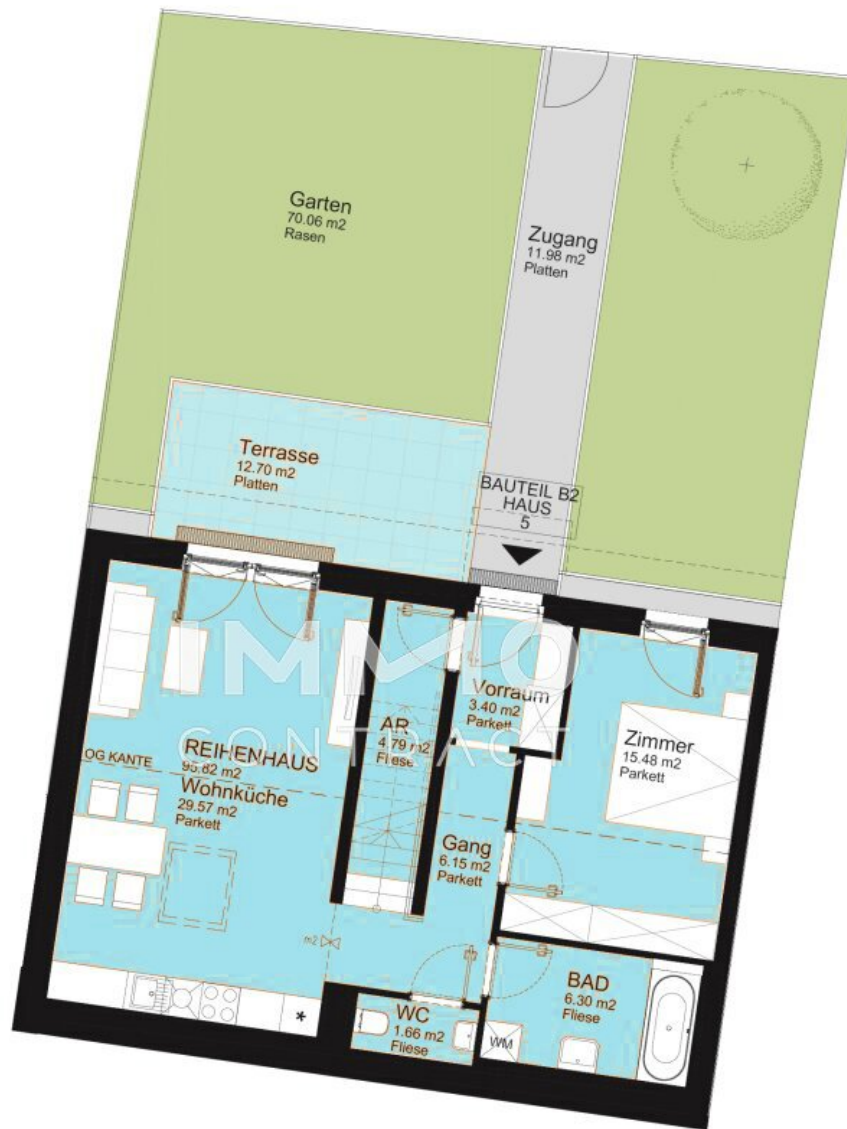 Garten
70.06 m2
Rasen
Zugang
11.98 m2
Platten
Terrasse
12.70 m2
Platten
BAUTEIL B2
HAUS
5
IMMO
CONTRACT
Vorraum
3.40 m2
Parkett
AR
4.79 m2
Fliese
Zimmer
15.48 m2
Parkett
OG KANTE
REIHENHAUS
95.82 m2
Wohnküche
29.57 m2
Parkett
Gang
6.15 m2
Parkett
m2
BAD
6.30 m2
Fliese
WC
1.66 m2
Fliese
WM
*